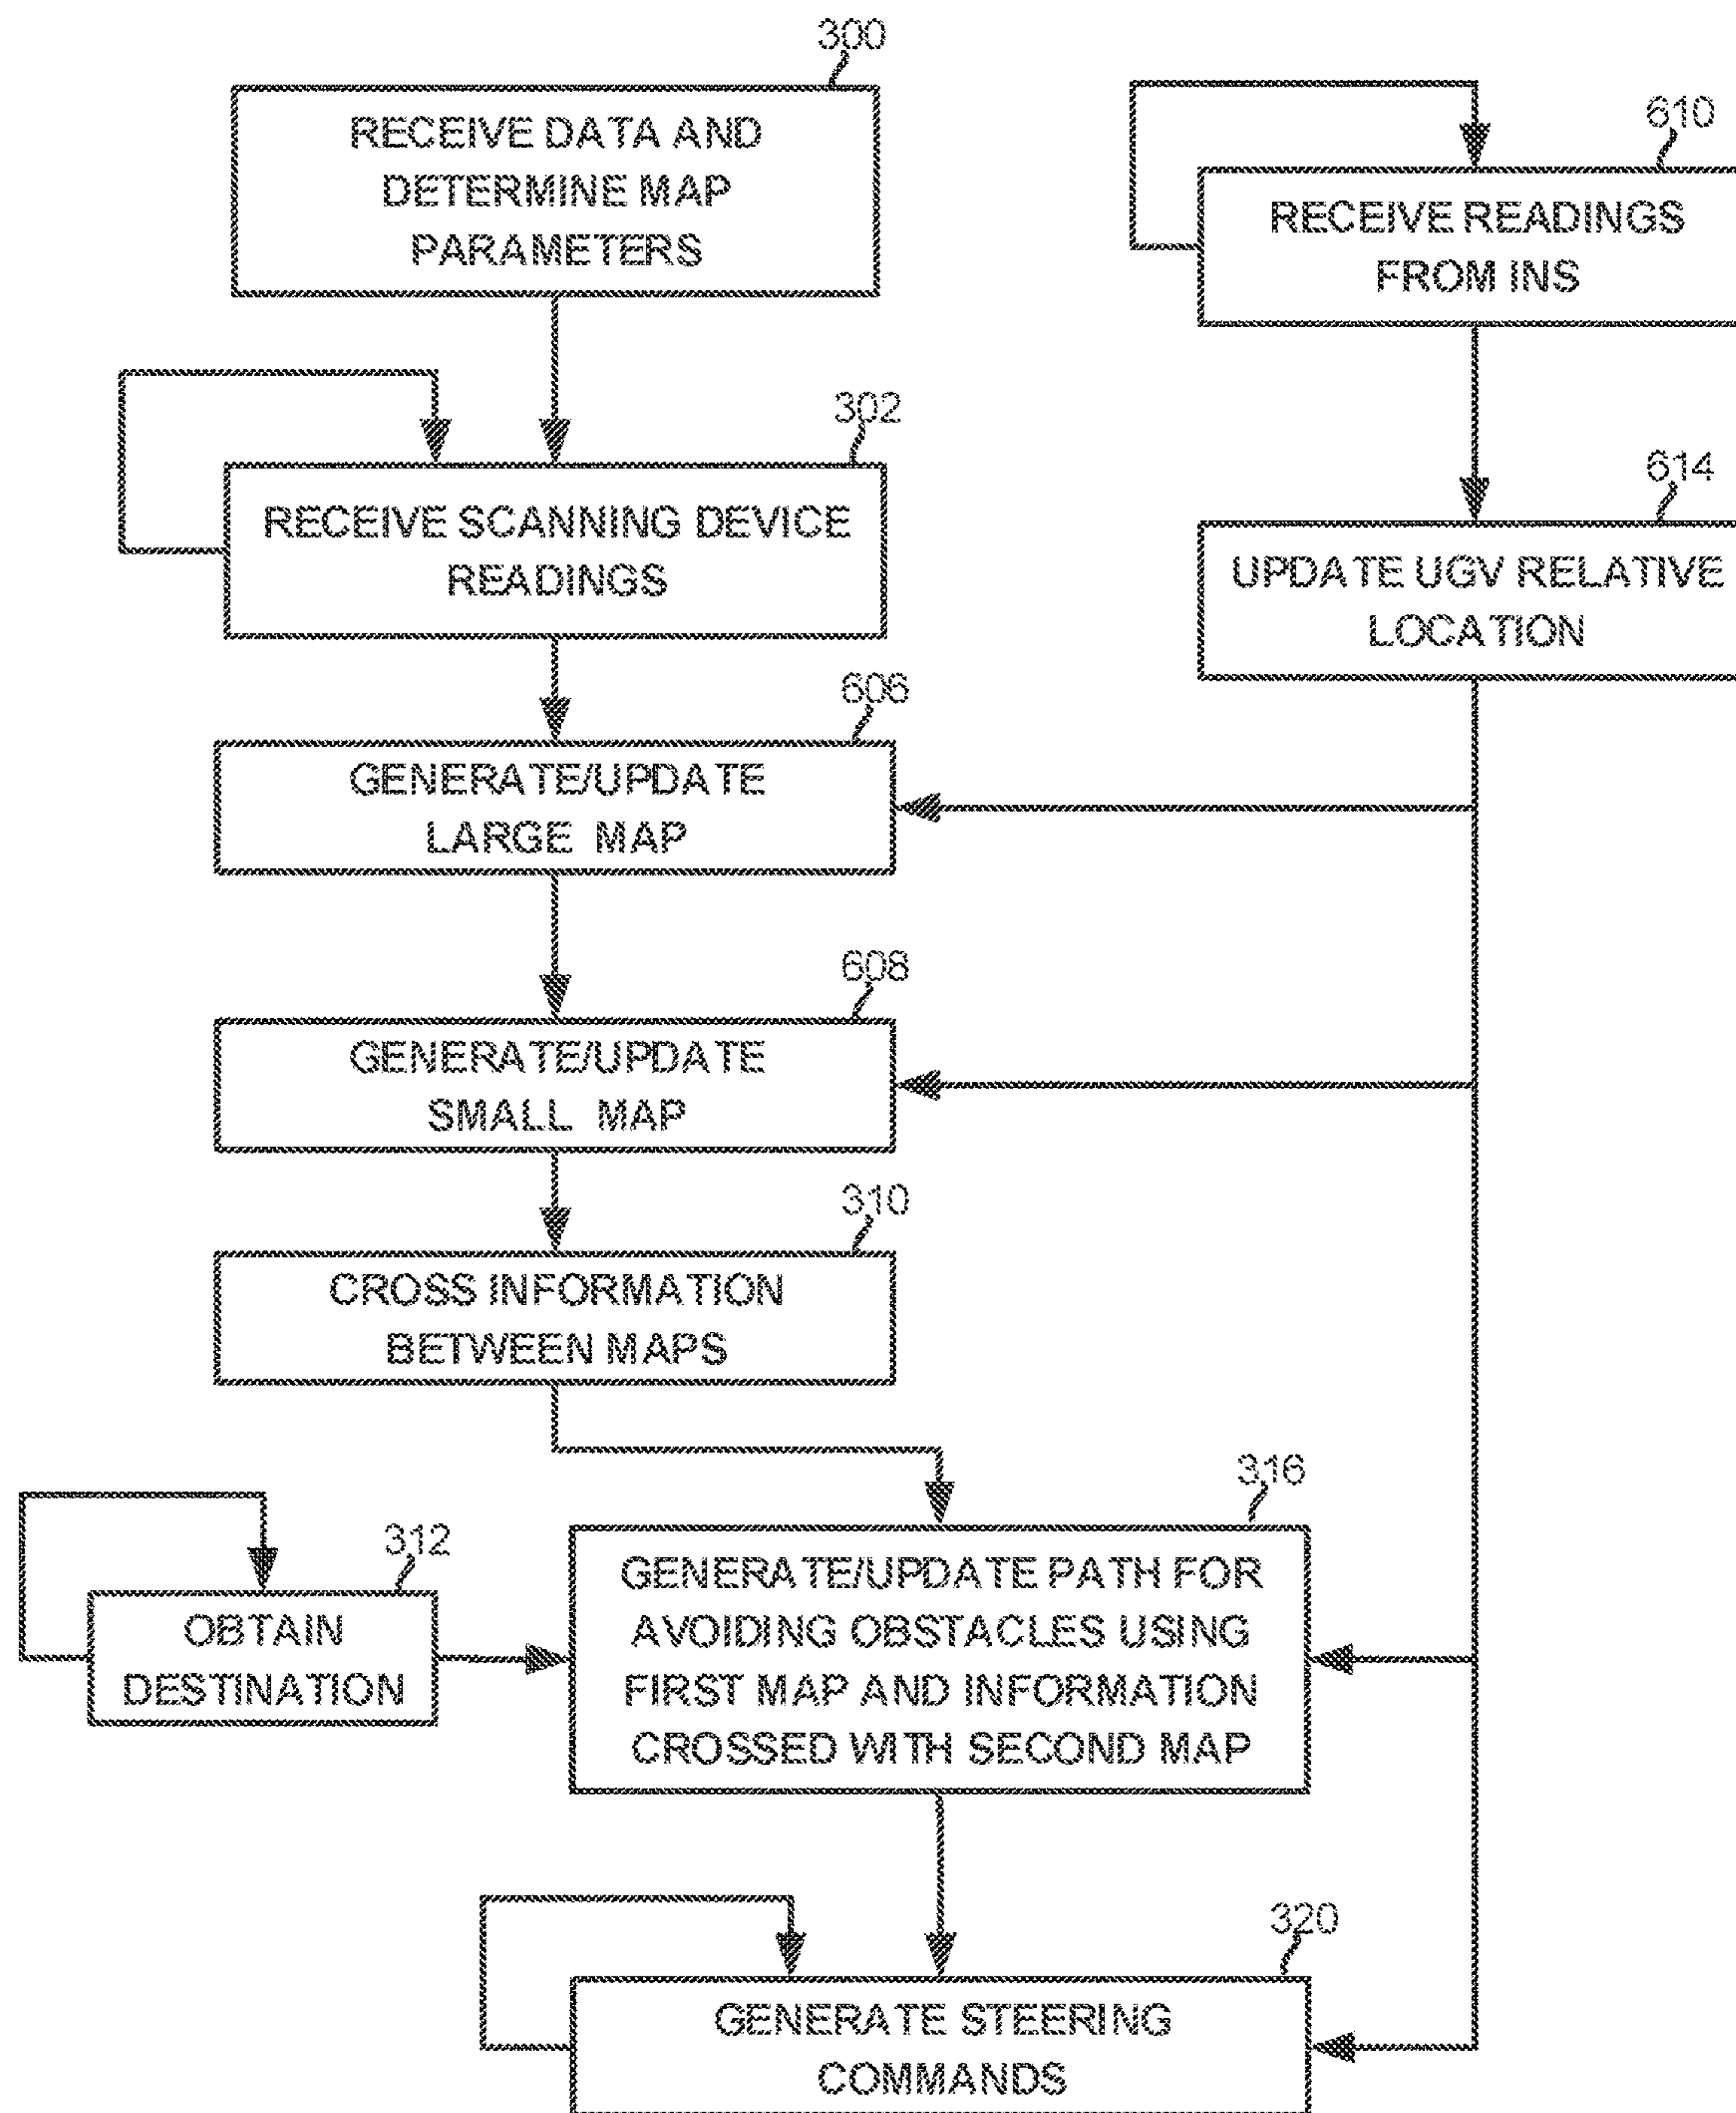 300
RECEIVE DATA AND
DETERMINE MAP
PARAMETERS
610
RECEIVE READINGS
FROM INS
302
RECEIVE SCANNING DEVICE
READINGS
614
UPDATE UGV RELATIVE
LOCATION
606
GENERATE/UPDATE
LARGE MAP
608
GENERATE/UPDATE
SMALL MAP
310
CROSS INFORMATION
BETWEEN MAPS
312
OBTAIN
DESTINATION
316
GENERATE/UPDATE PATH FOR
AVOIDING OBSTACLES USING
FIRST MAP AND INFORMATION
CROSSED WITH SECOND MAP
320
GENERATE STEERING
COMMANDS